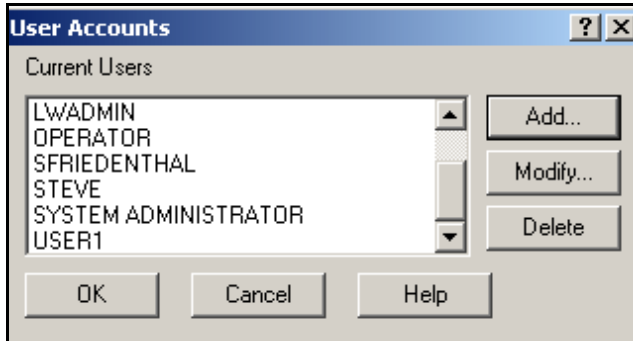 User Accounts
Current Users
LWADMIN
OPERATOR
SFRIEDENTHAL
STEVE
SYSTEM ADMINISTRATOR
USER1
Add...
Modify...
Delete
OK Cancel Help